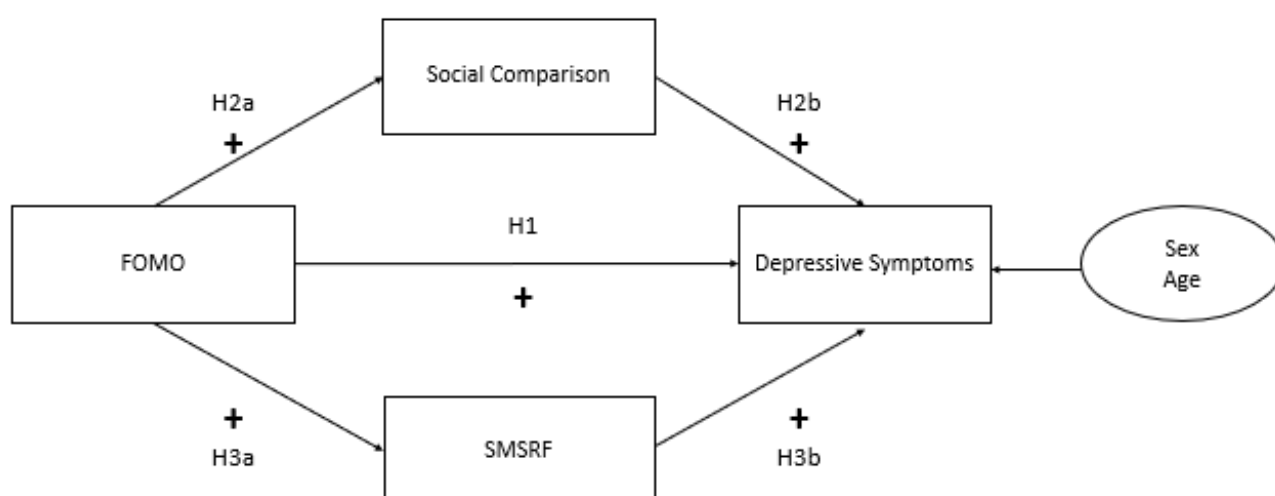 Social Comparison
H2a
+
H2b
+
FOMO
H1
+
Depressive Symptoms
Sex
Age
+
H3a
SMSRF
+
H3b